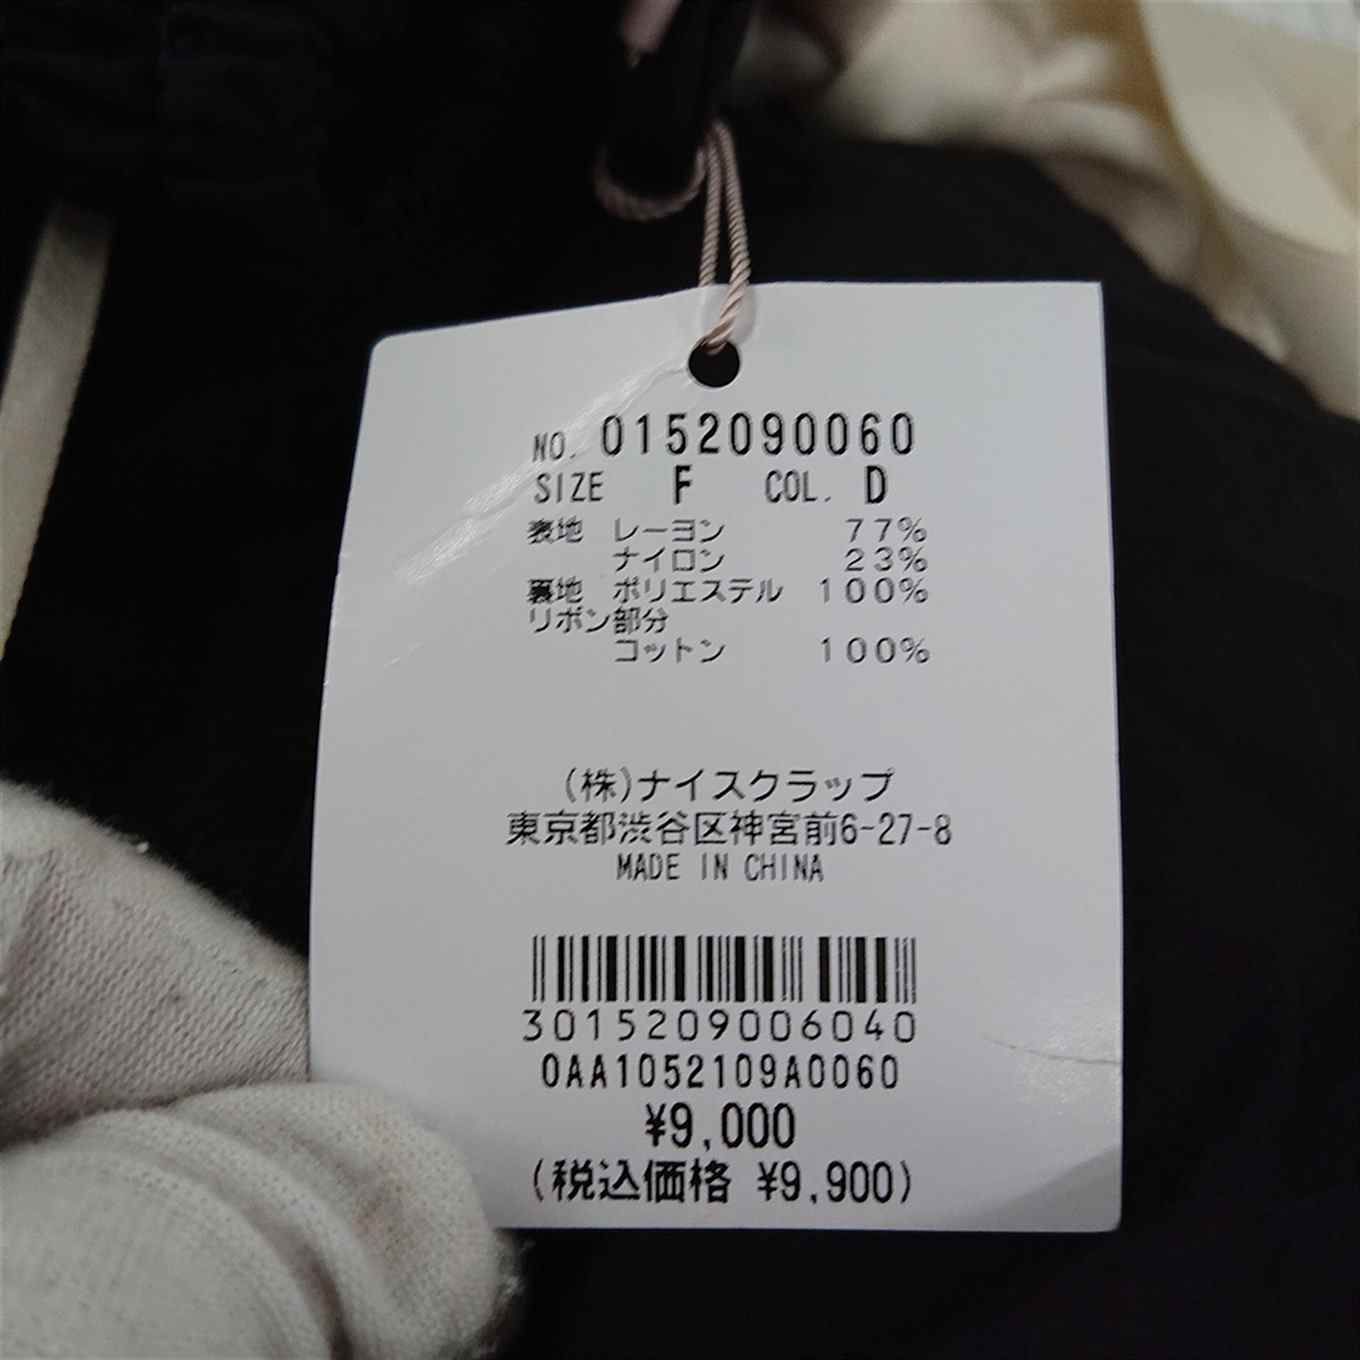 NO. 0152090060
SIZE F COL. D
表地 レーヨン 77%
ナイロン 23%
裏地 ポリエステル 100%
リボン部分
コットン 100%
(株)ナイスクラップ
東京都渋谷区神宮前6-27-8
MADE IN CHINA
3015209006040
0AA1052109A0060
¥9,000
(税込価格 ¥9,900)